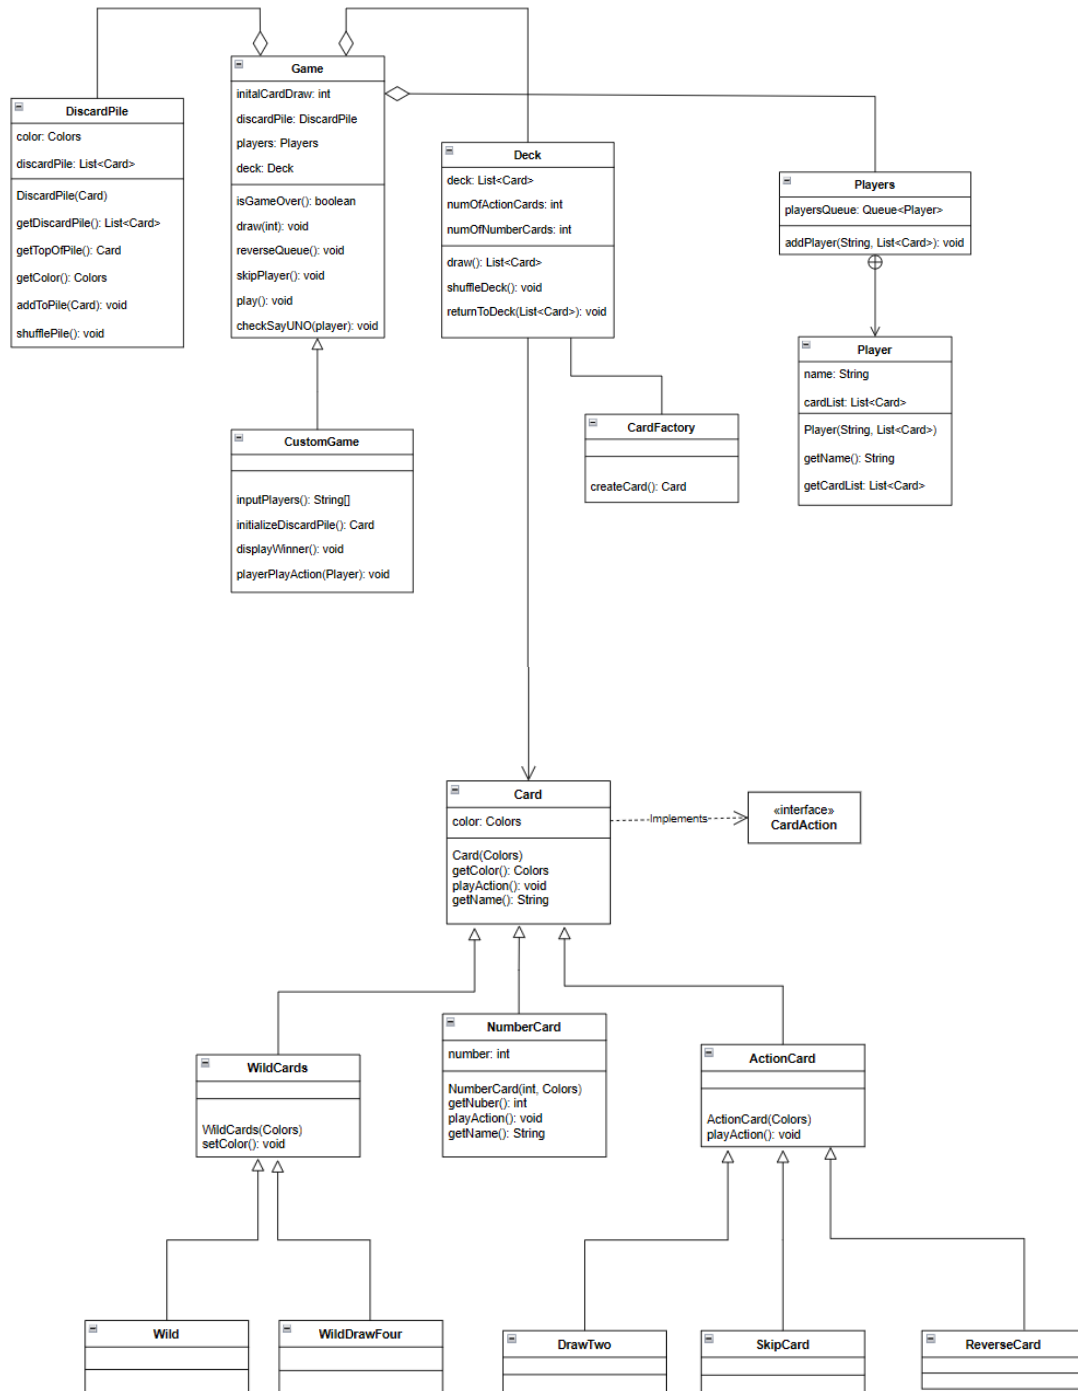 Game
initalCardDraw: int
discardPile: DiscardPile
players: Players
deck: Deck
isGameOver(): boolean
draw(int): void
reverseQueue(): void
skipPlayer(): void
play(): void
checkSayUNO(player): void
DiscardPile
color: Colors
discardPile: List<Card>
DiscardPile(Card)
getDiscardPile(): List<Card>
getTopOfPile(): Card
getColor(): Colors
addToPile(Card): void
shufflePile(): void
Deck
deck: List<Card>
numOfActionCards: int
numOfNumberCards: int
draw(): List<Card>
shuffleDeck(): void
returnToDeck(List<Card>): void
Players
playersQueue: Queue<Player>
addPlayer(String, List<Card>): void
Player
name: String
cardList: List<Card>
Player(String, List<Card>)
getName(): String
getCardList: List<Card>
CustomGame
inputPlayers(): String[]
initializeDiscardPile(): Card
displayWinner(): void
playerPlayAction(Player): void
CardFactory
createCard(): Card
Card
color: Colors
Card(Colors)
getColor(): Colors
playAction(): void
getName(): String
Implements
«interface»
CardAction
WildCards
WildCards(Colors)
setColor(): void
NumberCard
number: int
NumberCard(int, Colors)
getNuber(): int
playAction(): void
getName(): String
ActionCard
ActionCard(Colors)
playAction(): void
Wild
WildDrawFour
DrawTwo
SkipCard
ReverseCard